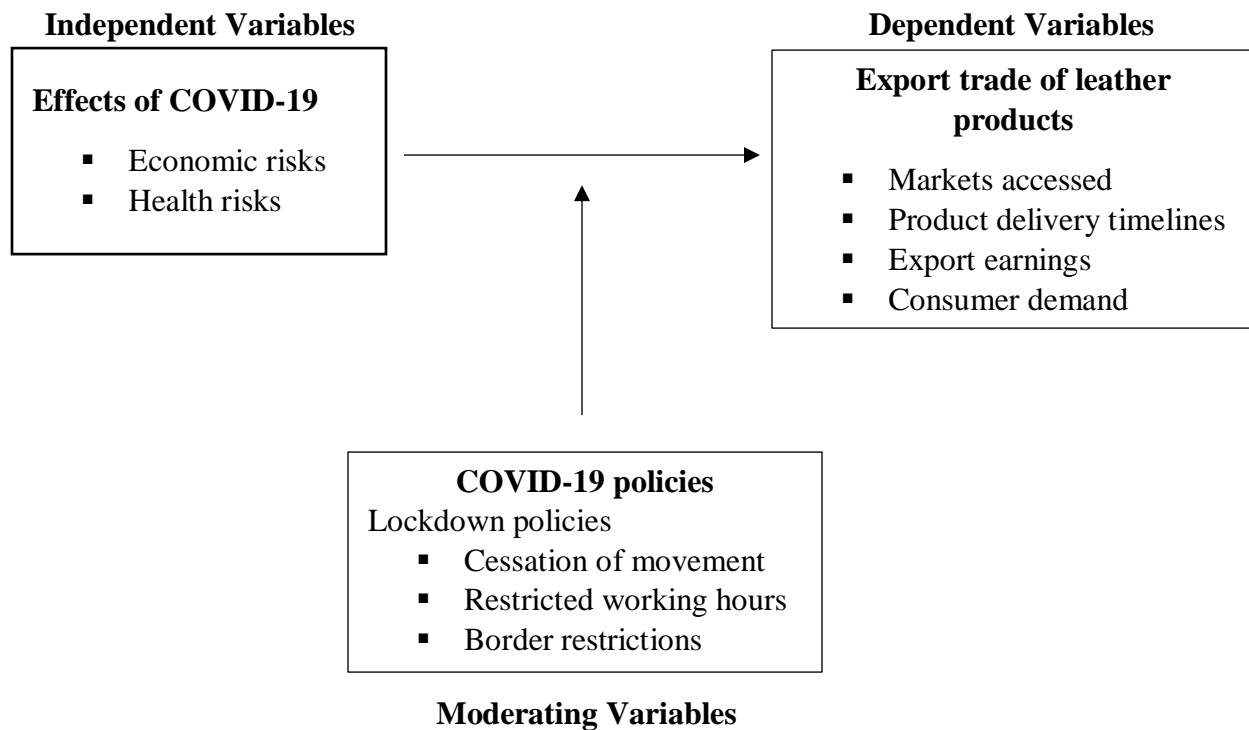 Independent Variables
Effects of COVID-19
▪ Economic risks
▪ Health risks
Dependent Variables
Export trade of leather
products
▪ Markets accessed
▪ Product delivery timelines
▪ Export earnings
▪ Consumer demand
COVID-19 policies
Lockdown policies
▪ Cessation of movement
▪ Restricted working hours
▪ Border restrictions
Moderating Variables